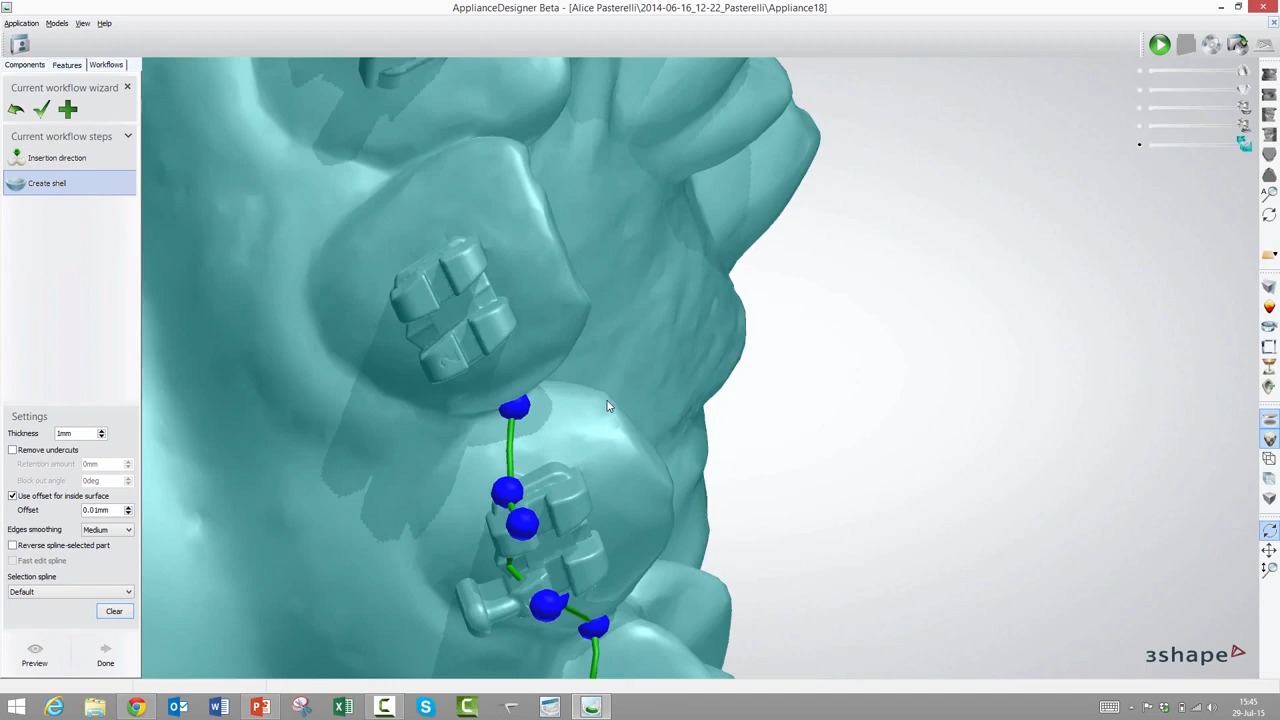 ApplianceDesigner Beta - [Alice Pasterelli\2014-06-16_12-22_Pasterelli\Appliance18]
Application Models View Help
Components Features Workflows
Current workflow wizard
Current workflow steps
Insertion direction
Create shell
Settings
Thickness 1mm
Remove undercuts
Retention amount 0mm
Block out angle 0deg
Use offset for inside surface
Offset 0.01mm
Edges smoothing Medium
Reverse spline-selected part
Fast edit spline
Selection spline
Default
Clear
Preview Done
3shape
15:45
29-Jul-15